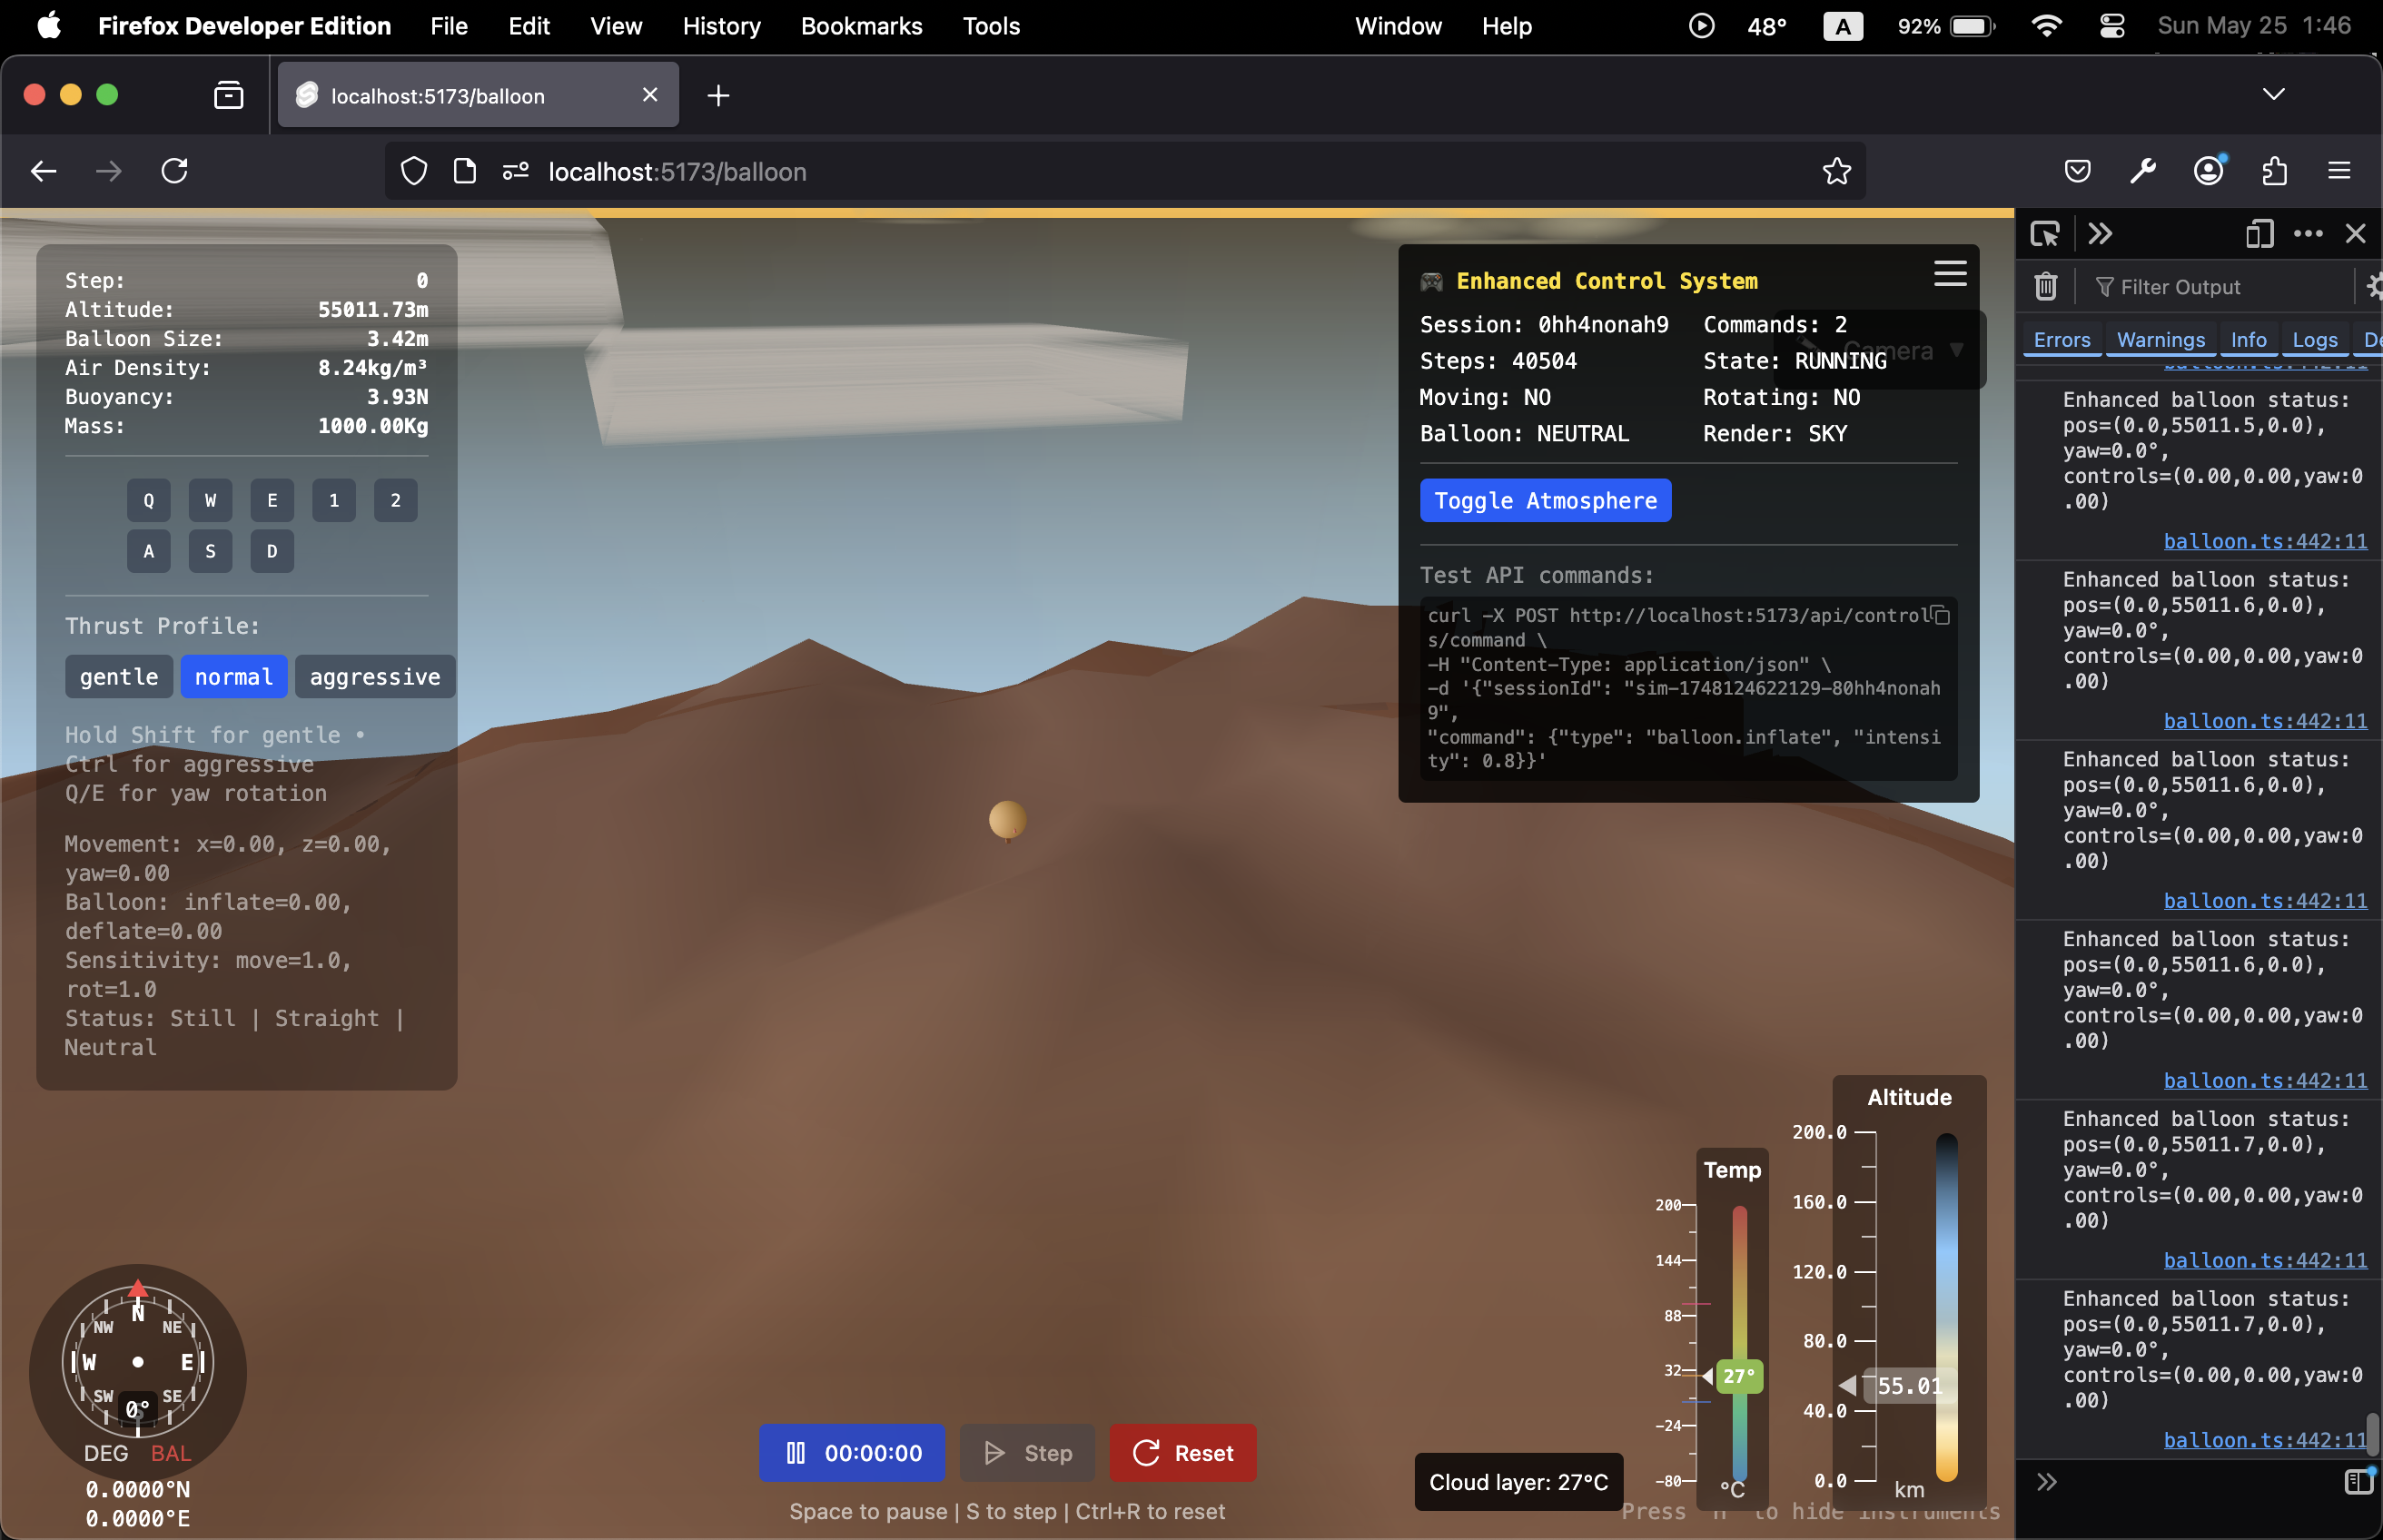 Firefox Developer Edition File Edit View History Bookmarks Tools Window Help 48° A 92% Sun May 25 1:46
localhost:5173/balloon
localhost:5173/balloon
Step: 0
Altitude: 55011.73m
Balloon Size: 3.42m
Air Density: 8.24kg/m³
Buoyancy: 3.93N
Mass: 1000.00Kg
Q W E 1 2
A S D
Thrust Profile:
gentle normal aggressive
Hold Shift for gentle •
Ctrl for aggressive
Q/E for yaw rotation
Movement: x=0.00, z=0.00,
yaw=0.00
Balloon: inflate=0.00,
deflate=0.00
Sensitivity: move=1.0,
rot=1.0
Status: Still | Straight |
Neutral
🎮 Enhanced Control System
Session: 0hh4nonah9 Commands: 2
Camera ▼
Steps: 40504 State: RUNNING
Moving: NO Rotating: NO
Balloon: NEUTRAL Render: SKY
Toggle Atmosphere
Test API commands:
curl -X POST http://localhost:5173/api/control
s/command \
-H "Content-Type: application/json" \
-d '{"sessionId": "sim-1748124622129-80hh4nonah
9",
"command": {"type": "balloon.inflate", "intensi
ty": 0.8}}'
N
NW NE
W E
SW SE
0°
DEG BAL
0.0000°N
0.0000°E
00:00:00 Step Reset
Space to pause | S to step | Ctrl+R to reset
Cloud layer: 27°C
Temp
200
144
88
32
-24
-80
27°
°C
Altitude
200.0
160.0
120.0
80.0
40.0
0.0
55.01
km
Press to hide instruments
Filter Output
Errors Warnings Info Logs De
balloon.ts:442:11
Enhanced balloon status:
pos=(0.0,55011.5,0.0),
yaw=0.0°,
controls=(0.00,0.00,yaw:0
.00)
balloon.ts:442:11
Enhanced balloon status:
pos=(0.0,55011.6,0.0),
yaw=0.0°,
controls=(0.00,0.00,yaw:0
.00)
balloon.ts:442:11
Enhanced balloon status:
pos=(0.0,55011.6,0.0),
yaw=0.0°,
controls=(0.00,0.00,yaw:0
.00)
balloon.ts:442:11
Enhanced balloon status:
pos=(0.0,55011.6,0.0),
yaw=0.0°,
controls=(0.00,0.00,yaw:0
.00)
balloon.ts:442:11
Enhanced balloon status:
pos=(0.0,55011.7,0.0),
yaw=0.0°,
controls=(0.00,0.00,yaw:0
.00)
balloon.ts:442:11
Enhanced balloon status:
pos=(0.0,55011.7,0.0),
yaw=0.0°,
controls=(0.00,0.00,yaw:0
.00)
balloon.ts:442:11